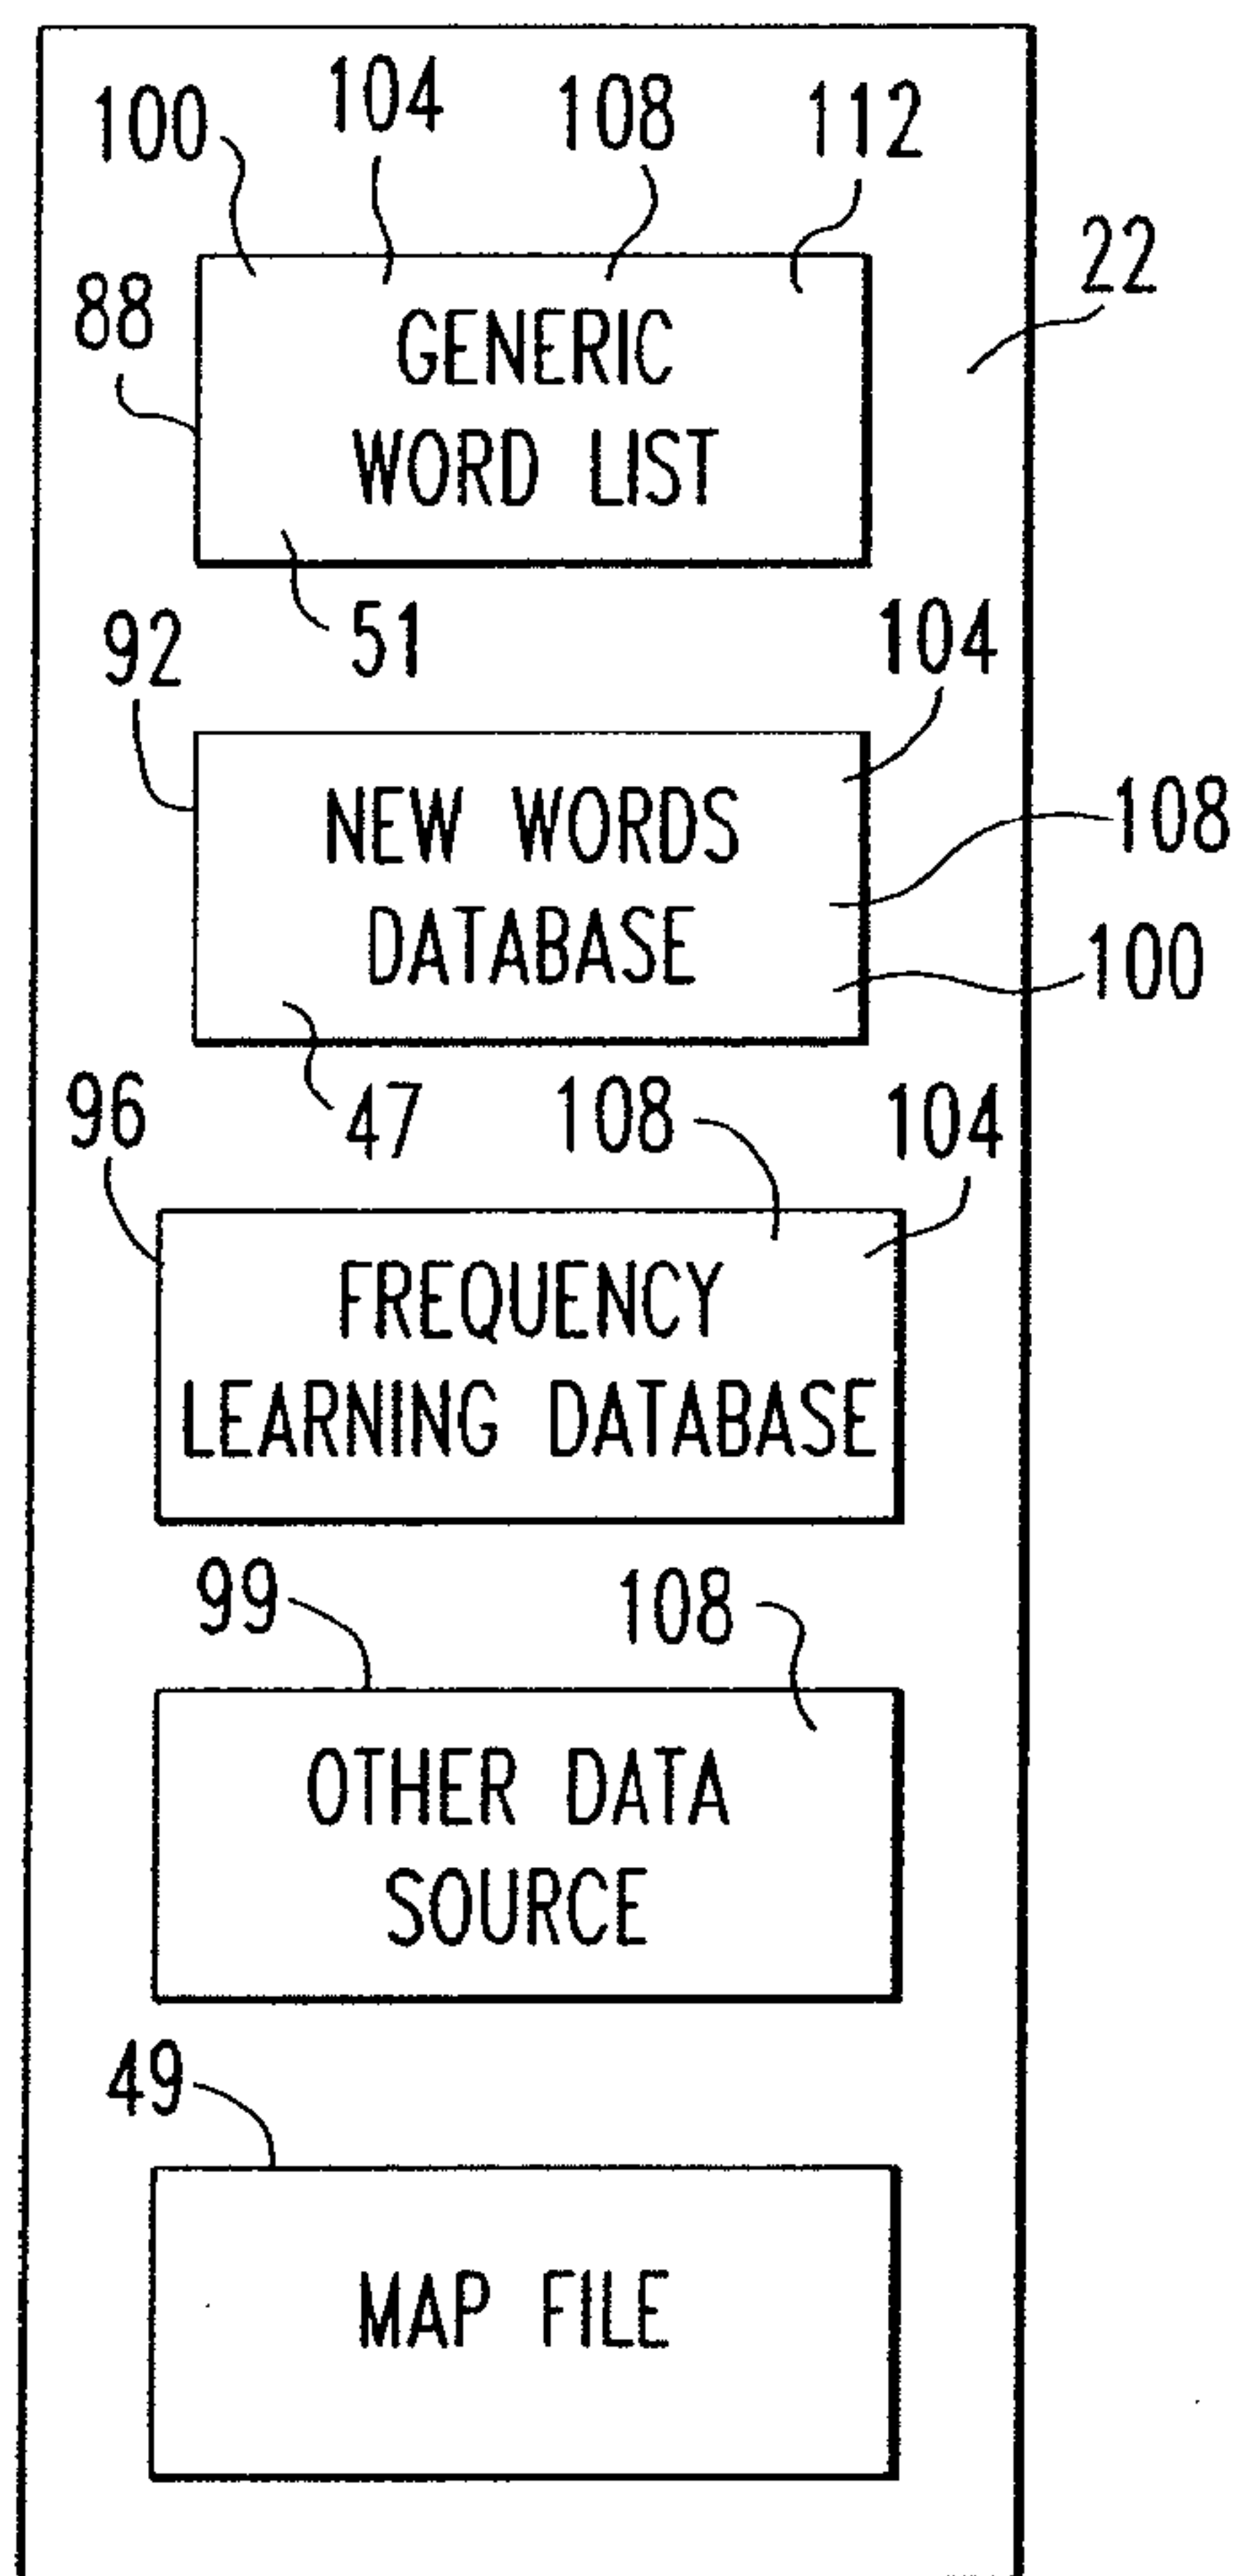 100 104 108 112
22
88
GENERIC
WORD LIST
51
92
104
NEW WORDS
108
DATABASE
100
96
47
108
104
FREQUENCY
LEARNING DATABASE
99
108
OTHER DATA
SOURCE
49
MAP FILE